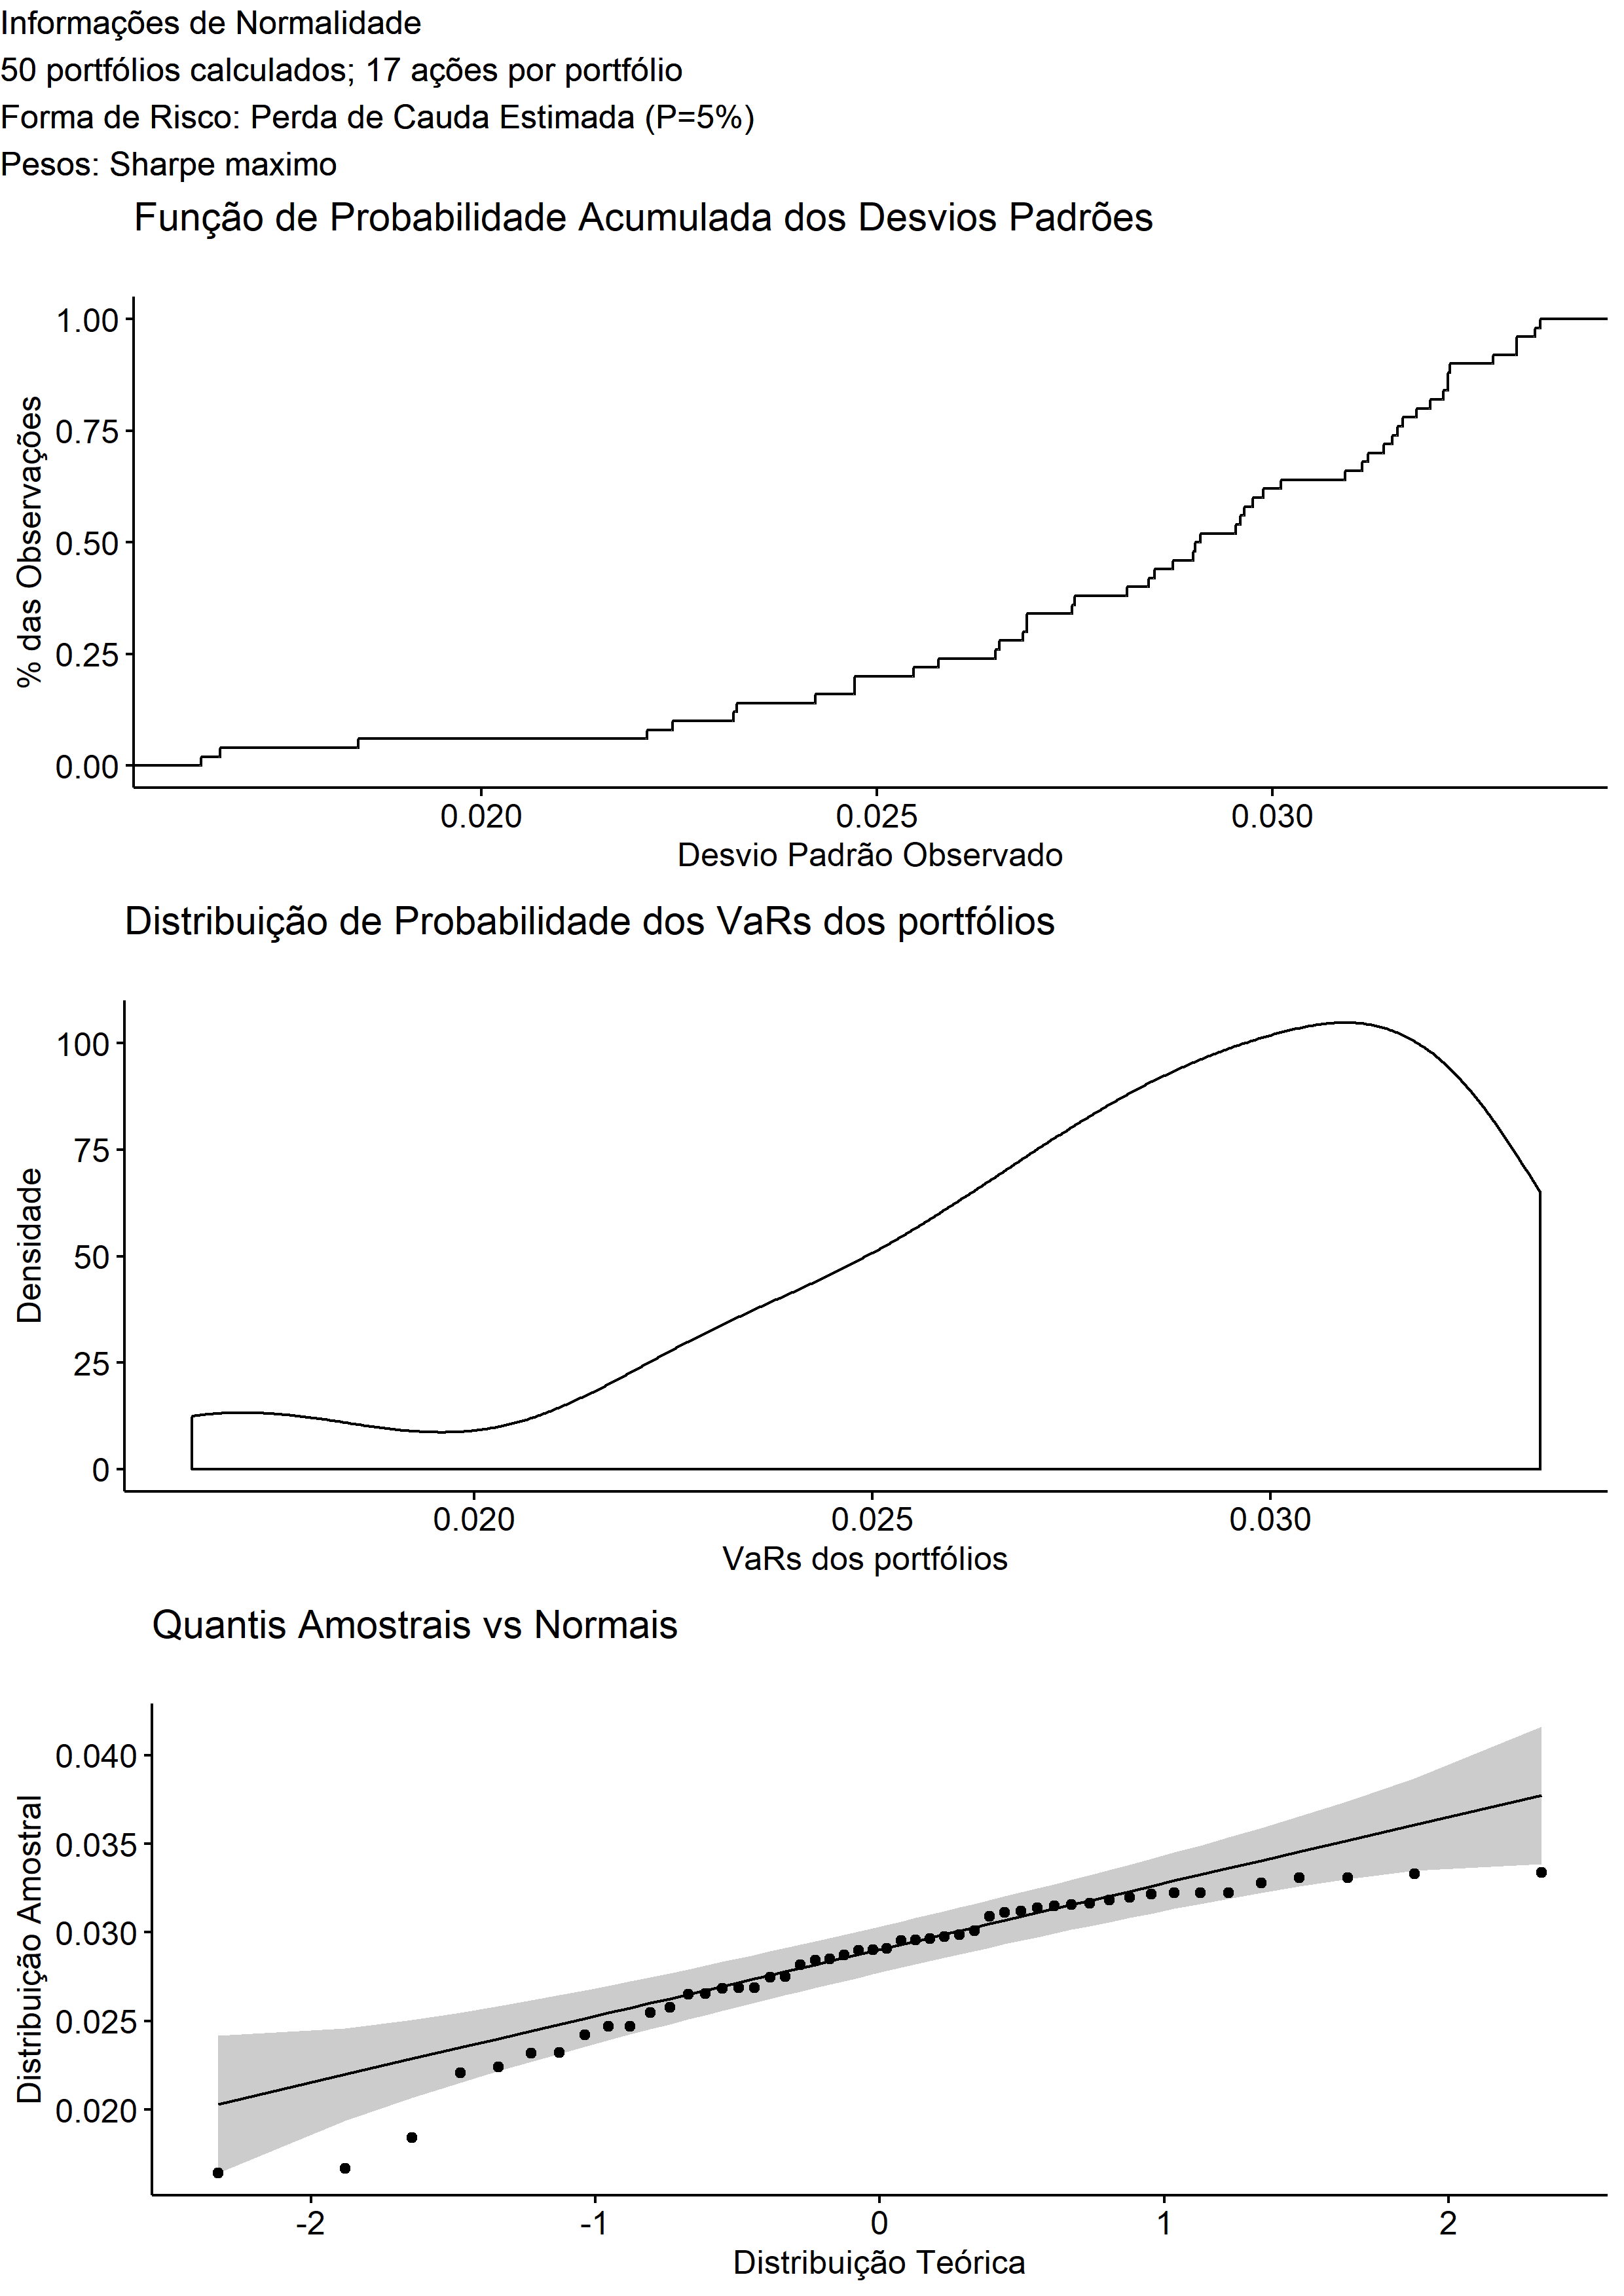 Informações de Normalidade
50 portfólios calculados; 17 ações por portfólio
Forma de Risco: Perda de Cauda Estimada (P=5%)
Pesos: Sharpe maximo
Função de Probabilidade Acumulada dos Desvios Padrões
% das Observações
1.00
0.75
0.50
0.25
0.00
0.020 0.025 0.030
Desvio Padrão Observado
Distribuição de Probabilidade dos VaRs dos portfólios
Densidade
100
75
50
25
0
0.020 0.025 0.030
VaRs dos portfólios
Quantis Amostrais vs Normais
Distribuição Amostral
0.040
0.035
0.030
0.025
0.020
-2 -1 0 1 2
Distribuição Teórica